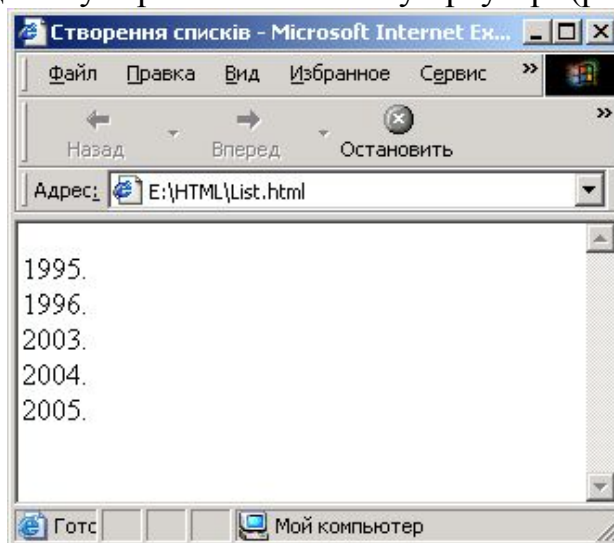 Створення списків - Microsoft Internet Ex...
Файл Правка Вид Избранное Сервис »
Назад Вперед Остановить »
Адрес: E:\HTML\List.html
1995.
1996.
2003.
2004.
2005.
Готс Мой компьютер